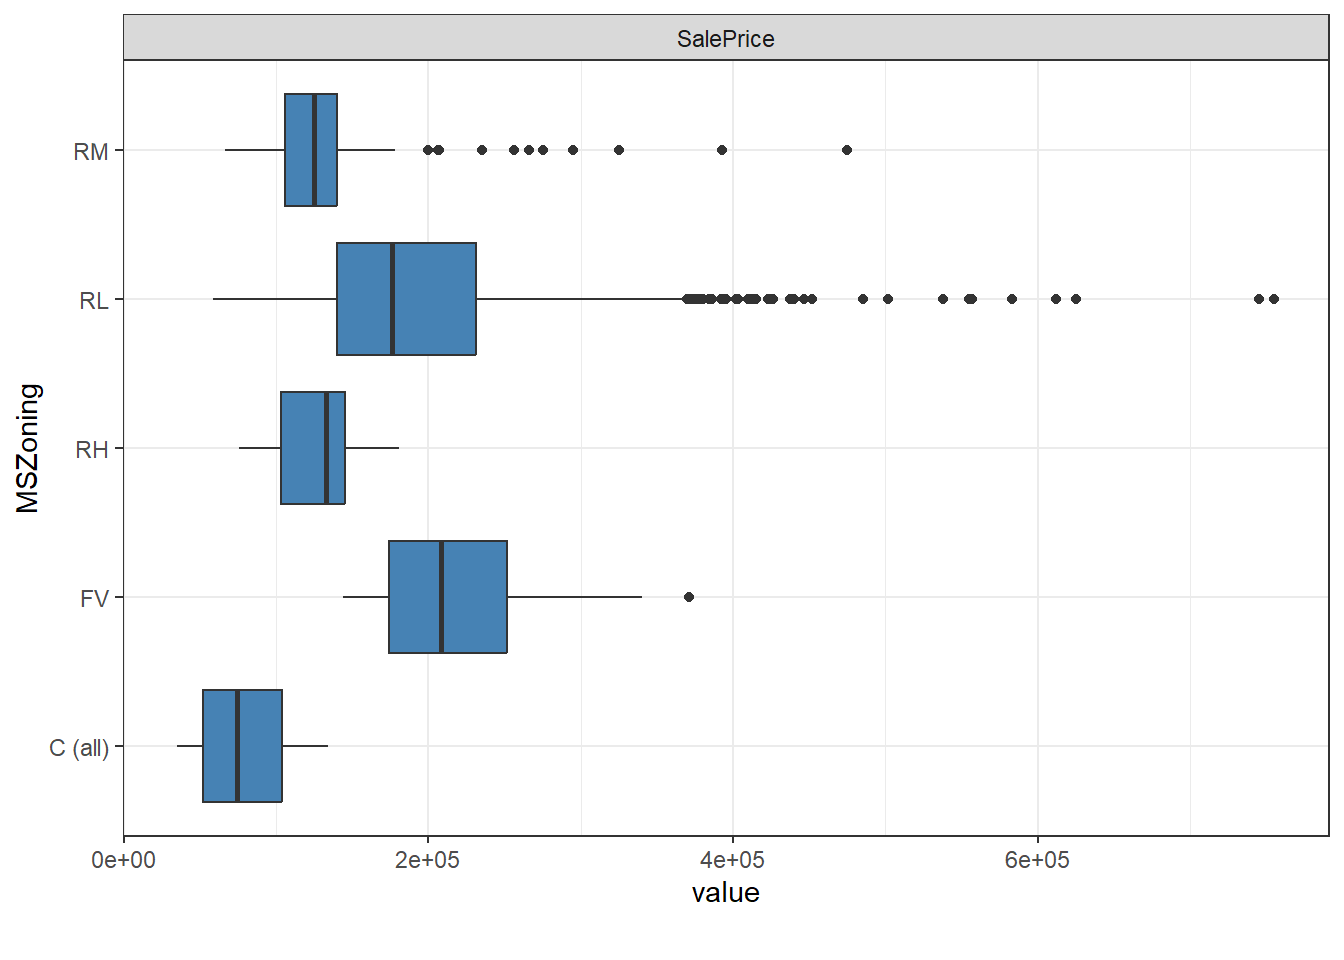 SalePrice
MSZoning
RM
RL
RH
FV
C (all)
0e+00 2e+05 4e+05 6e+05
value